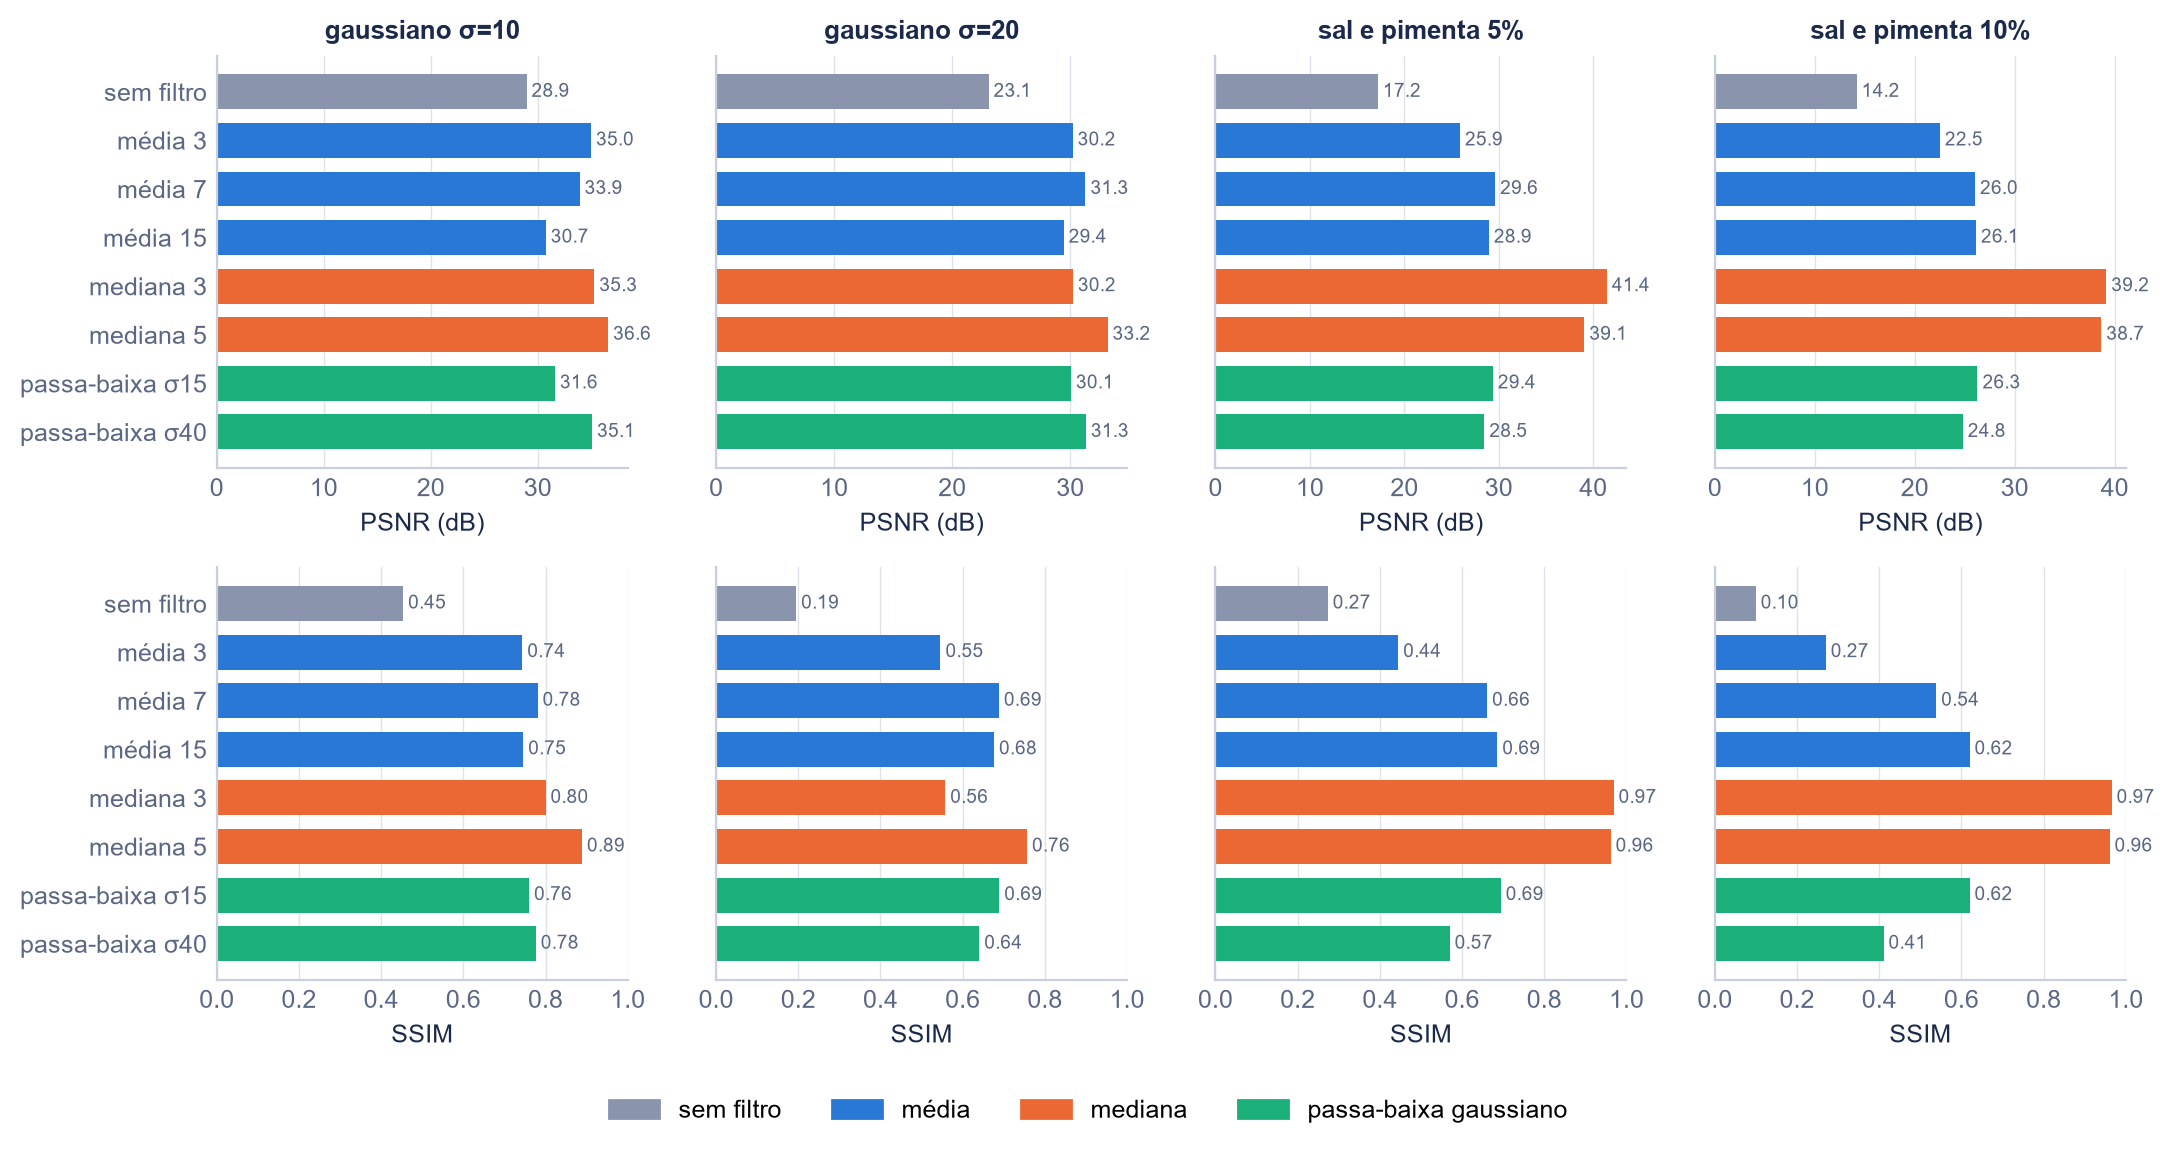 gaussiano σ=10
gaussiano σ=20
sal e pimenta 5%
sal e pimenta 10%
sem filtro 28.9 23.1 17.2 14.2
média 3 35.0 30.2 25.9 22.5
média 7 33.9 31.3 29.6 26.0
média 15 30.7 29.4 28.9 26.1
mediana 3 35.3 30.2 41.4 39.2
mediana 5 36.6 33.2 39.1 38.7
passa-baixa σ15 31.6 30.1 29.4 26.3
passa-baixa σ40 35.1 31.3 28.5 24.8
0 10 20 30 0 10 20 30 0 10 20 30 40 0 10 20 30 40
PSNR (dB) PSNR (dB) PSNR (dB) PSNR (dB)
sem filtro 0.45 0.19 0.27 0.10
média 3 0.74 0.55 0.44 0.27
média 7 0.78 0.69 0.66 0.54
média 15 0.75 0.68 0.69 0.62
mediana 3 0.80 0.56 0.97 0.97
mediana 5 0.89 0.76 0.96 0.96
passa-baixa σ15 0.76 0.69 0.69 0.62
passa-baixa σ40 0.78 0.64 0.57 0.41
0.0 0.2 0.4 0.6 0.8 1.0 0.0 0.2 0.4 0.6 0.8 1.0 0.0 0.2 0.4 0.6 0.8 1.0 0.0 0.2 0.4 0.6 0.8 1.0
SSIM SSIM SSIM SSIM
sem filtro média mediana passa-baixa gaussiano